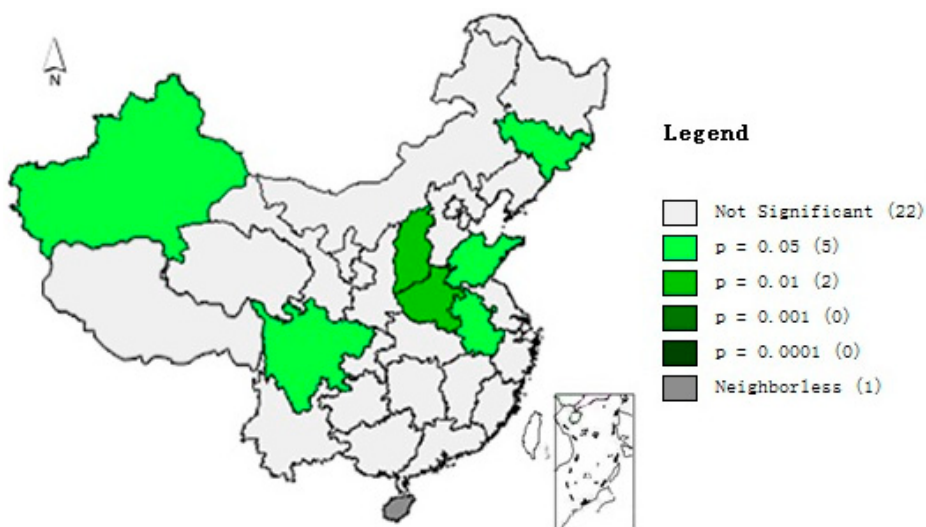 N
Legend
Not Significant (22)
p = 0.05 (5)
p = 0.01 (2)
p = 0.001 (0)
p = 0.0001 (0)
Neighborless (1)